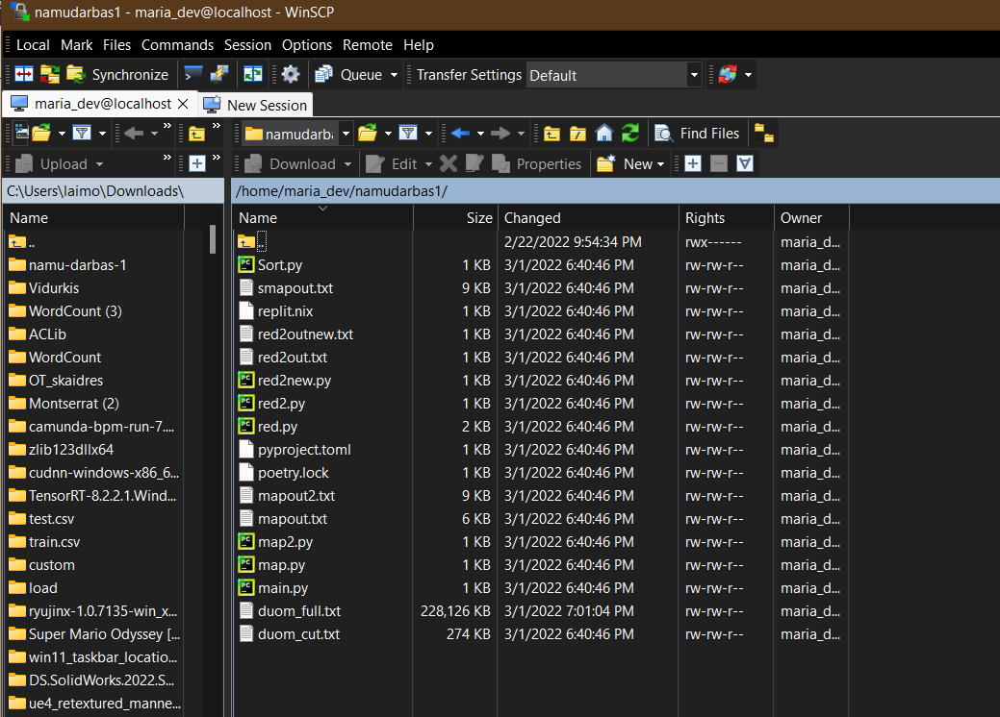 namudarbas1 - maria_dev@localhost - WinSCP
Local Mark Files Commands Session Options Remote Help
Synchronize Queue Transfer Settings Default
maria_dev@localhost New Session
namudarba Find Files
Upload Download Edit Properties New
C:\Users\laimo\Downloads\ /home/maria_dev/namudarbas1/
Name Name Size Changed Rights Owner
.. .. 2/22/2022 9:54:34 PM rwx------ maria_d...
namu-darbas-1 Sort.py 1 KB 3/1/2022 6:40:46 PM rw-rw-r-- maria_d...
Vidurkis smapout.txt 9 KB 3/1/2022 6:40:46 PM rw-rw-r-- maria_d...
WordCount (3) replit.nix 1 KB 3/1/2022 6:40:46 PM rw-rw-r-- maria_d...
ACLib red2outnew.txt 1 KB 3/1/2022 6:40:46 PM rw-rw-r-- maria_d...
WordCount red2out.txt 1 KB 3/1/2022 6:40:46 PM rw-rw-r-- maria_d...
OT_skaidres red2new.py 1 KB 3/1/2022 6:40:46 PM rw-rw-r-- maria_d...
Montserrat (2) red2.py 1 KB 3/1/2022 6:40:46 PM rw-rw-r-- maria_d...
camunda-bpm-run-7.... red.py 2 KB 3/1/2022 6:40:46 PM rw-rw-r-- maria_d...
zlib123dllx64 pyproject.toml 1 KB 3/1/2022 6:40:46 PM rw-rw-r-- maria_d...
cudnn-windows-x86_6... poetry.lock 1 KB 3/1/2022 6:40:46 PM rw-rw-r-- maria_d...
TensorRT-8.2.2.1.Wind... mapout2.txt 9 KB 3/1/2022 6:40:46 PM rw-rw-r-- maria_d...
test.csv mapout.txt 6 KB 3/1/2022 6:40:46 PM rw-rw-r-- maria_d...
train.csv map2.py 1 KB 3/1/2022 6:40:46 PM rw-rw-r-- maria_d...
custom map.py 1 KB 3/1/2022 6:40:46 PM rw-rw-r-- maria_d...
load main.py 1 KB 3/1/2022 6:40:46 PM rw-rw-r-- maria_d...
ryujinx-1.0.7135-win_x... duom_full.txt 228,126 KB 3/1/2022 7:01:04 PM rw-rw-r-- maria_d...
Super Mario Odyssey [... duom_cut.txt 274 KB 3/1/2022 6:40:46 PM rw-rw-r-- maria_d...
win11_taskbar_locatio...
DS.SolidWorks.2022.S...
ue4_retextured_manne...